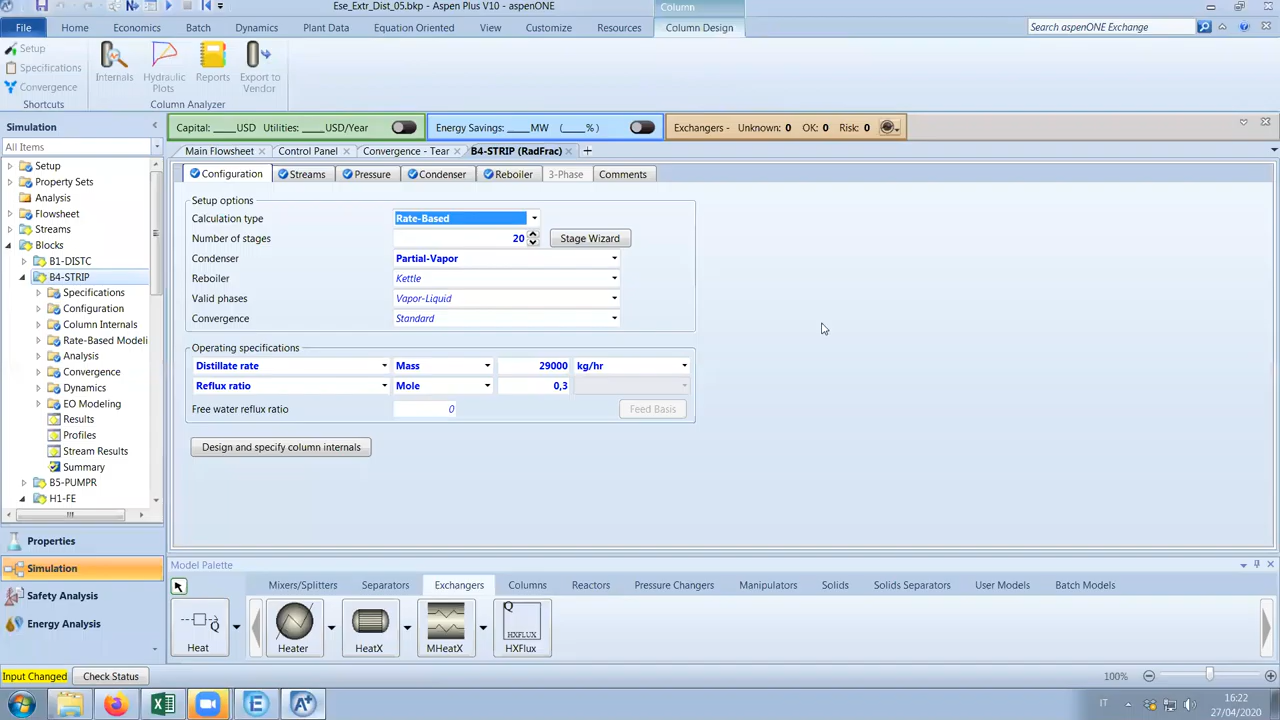 Ese_Extr_Dist_05.bkp - Aspen Plus V10 - aspenONE
Column
File Home Economics Batch Dynamics Plant Data Equation Oriented View Customize Resources Column Design
Search aspenONE Exchange
Setup
Specifications
Convergence
Shortcuts
Internals
Hydraulic
Plots
Reports
Export to
Vendor
Column Analyzer
Simulation
Capital: ____USD Utilities: ____USD/Year
Energy Savings: ____MW (____%)
Exchangers - Unknown: 0 OK: 0 Risk: 0
All Items
Main Flowsheet Control Panel Convergence - Tear B4-STRIP (RadFrac)
Setup
Property Sets
Analysis
Flowsheet
Streams
Blocks
B1-DISTC
B4-STRIP
Specifications
Configuration
Column Internals
Rate-Based Modeli
Analysis
Convergence
Dynamics
EO Modeling
Results
Profiles
Stream Results
Summary
B5-PUMPR
H1-FE
Configuration Streams Pressure Condenser Reboiler 3-Phase Comments
Setup options
Calculation type Rate-Based
Number of stages 20 Stage Wizard
Condenser Partial-Vapor
Reboiler Kettle
Valid phases Vapor-Liquid
Convergence Standard
Operating specifications
Distillate rate Mass 29000 kg/hr
Reflux ratio Mole 0,3
Free water reflux ratio 0 Feed Basis
Design and specify column internals
Properties
Simulation
Safety Analysis
Energy Analysis
Model Palette
Mixers/Splitters Separators Exchangers Columns Reactors Pressure Changers Manipulators Solids Solids Separators User Models Batch Models
Q
Heat
Heater
HeatX
MHeatX
Q
HXFLUX
HXFlux
Input Changed Check Status
100%
IT
16:22
27/04/2020